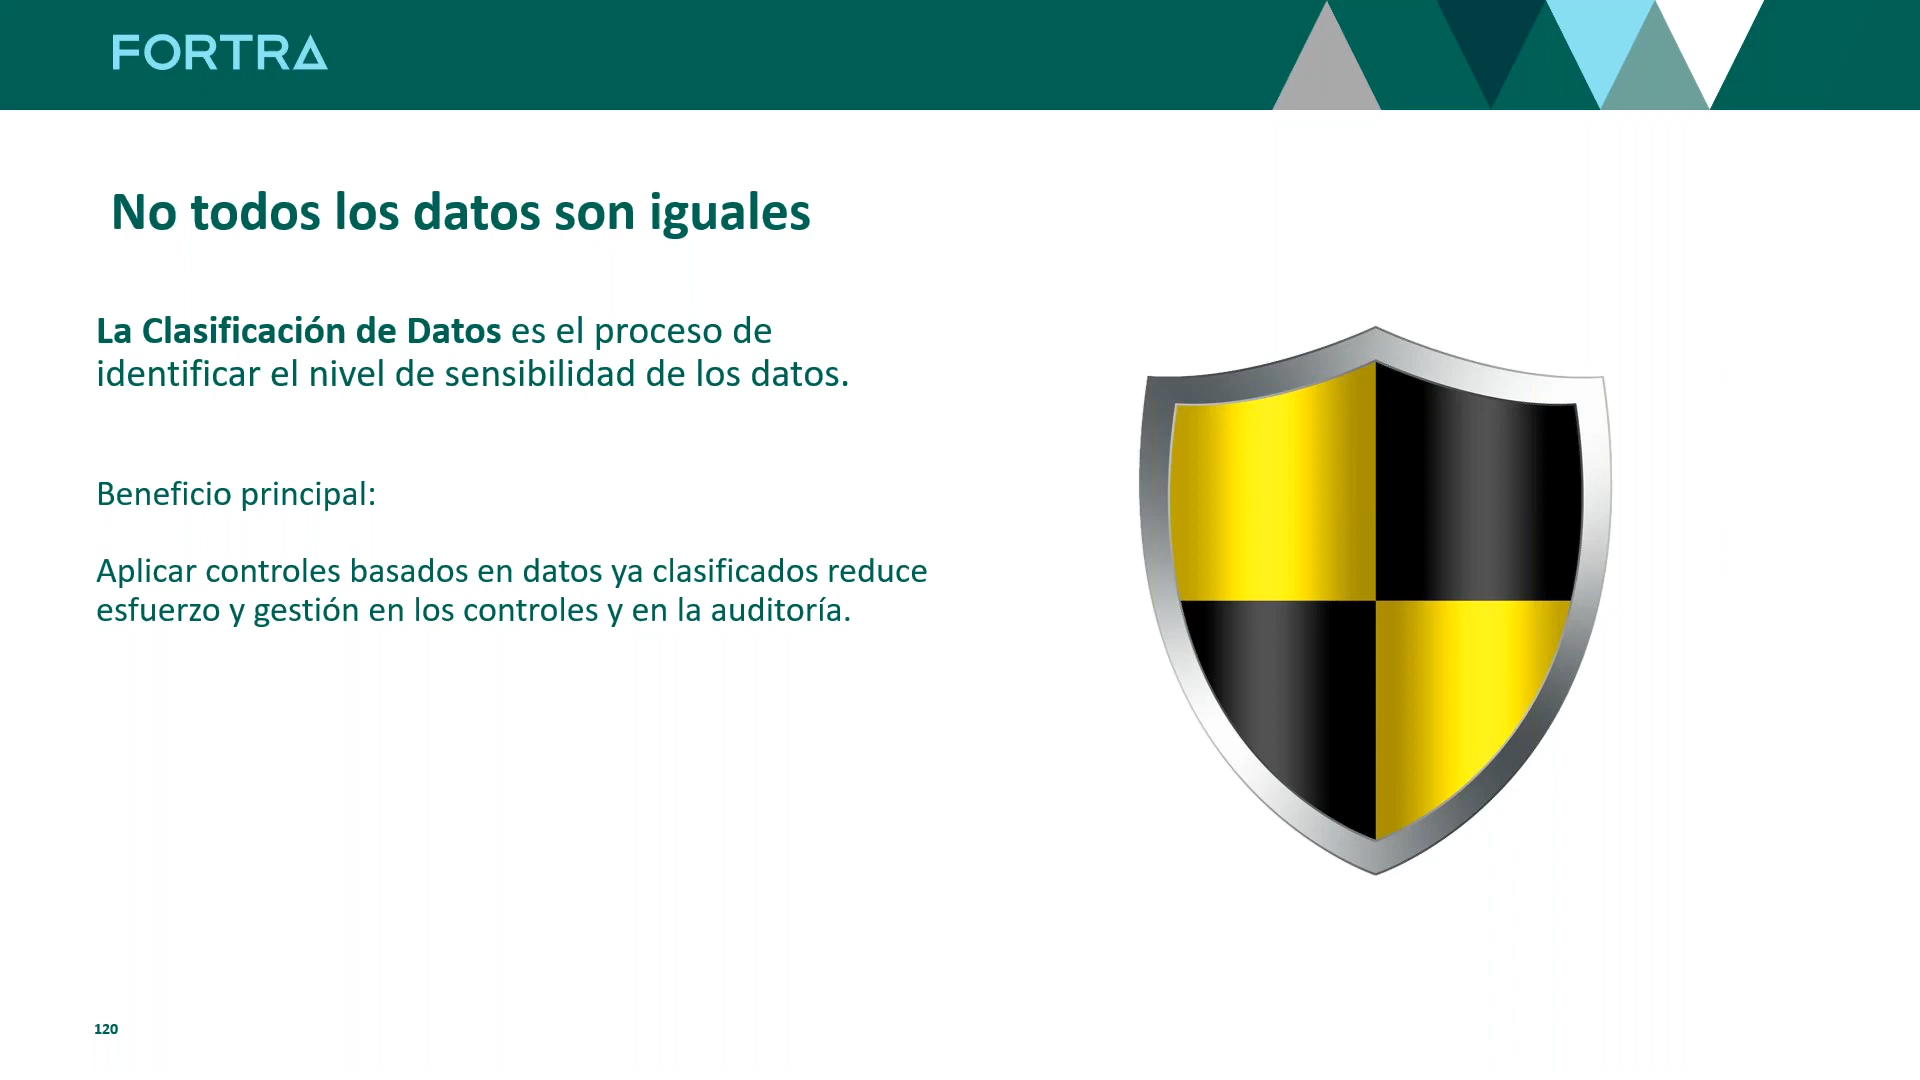 FORTRA
No todos los datos son iguales
La Clasificación de Datos es el proceso de
identificar el nivel de sensibilidad de los datos.
Beneficio principal:
Aplicar controles basados en datos ya clasificados reduce
esfuerzo y gestión en los controles y en la auditoría.
120